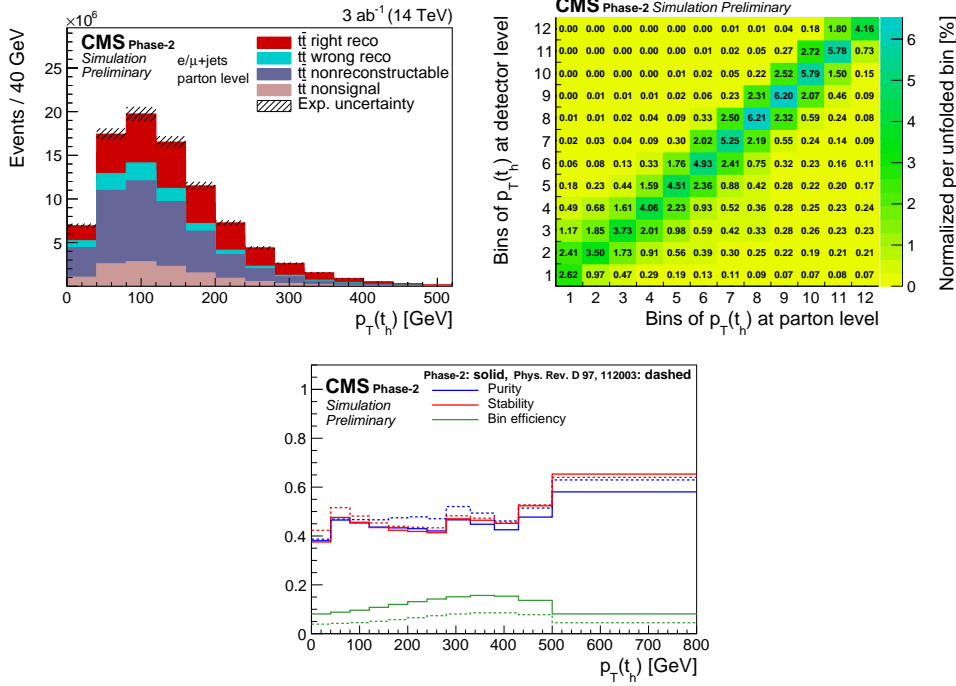 3 ab⁻¹ (14 TeV)
×10⁶
CMS Phase-2
Simulation
Preliminary
e/μ+jets
parton level
tt̄ right reco
tt̄ wrong reco
tt̄ nonreconstructable
tt̄ nonsignal
Exp. uncertainty
Events / 40 GeV
25
20
15
10
5
0 100 200 300 400 500
p_T(t_h) [GeV]
CMS Phase-2 Simulation Preliminary
Bins of p_T(t_h) at detector level
12 0.00 0.00 0.00 0.00 0.00 0.00 0.00 0.01 0.04 0.18 1.80 4.16
11 0.00 0.00 0.00 0.00 0.00 0.01 0.02 0.05 0.27 2.72 5.78 0.73
10 0.00 0.00 0.00 0.01 0.01 0.02 0.05 0.22 2.52 5.79 1.50 0.15
9 0.00 0.01 0.00 0.01 0.03 0.06 0.23 2.31 6.20 2.07 0.46 0.09
8 0.01 0.01 0.02 0.04 0.08 0.30 2.50 6.21 2.32 0.59 0.24 0.08
7 0.02 0.03 0.04 0.09 0.30 2.02 5.25 2.19 0.55 0.24 0.14 0.09
6 0.06 0.08 0.13 0.33 1.76 4.93 2.41 0.75 0.32 0.23 0.16 0.11
5 0.18 0.23 0.44 1.59 4.51 2.36 0.88 0.42 0.28 0.22 0.20 0.17
4 0.49 0.68 1.61 4.06 2.23 0.93 0.52 0.36 0.28 0.25 0.22 0.24
3 1.17 1.85 3.73 2.01 0.98 0.59 0.42 0.33 0.28 0.26 0.23 0.23
2 2.41 3.50 1.73 0.91 0.56 0.39 0.30 0.25 0.22 0.19 0.21 0.21
1 2.62 0.97 0.47 0.29 0.19 0.13 0.11 0.09 0.07 0.07 0.08 0.07
1 2 3 4 5 6 7 8 9 10 11 12
Bins of p_T(t_h) at parton level
6
5
4
3
2
1
0
Normalized per unfolded bin [%]
Phase-2: solid, Phys. Rev. D 97, 112003: dashed
CMS Phase-2
Simulation
Preliminary
Purity
Stability
Bin efficiency
1
0.8
0.6
0.4
0.2
0
0 100 200 300 400 500 600 700 800
p_T(t_h) [GeV]